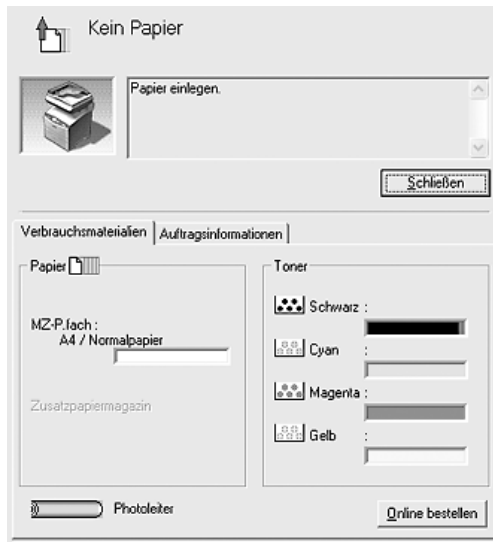 Kein Papier
Papier einlegen.
Schließen
Verbrauchsmaterialien
Auftragsinformationen
Papier
MZ-P.fach :
A4 / Normalpapier
Zusatzpapiermagazin
Toner
Schwarz :
Cyan :
Magenta :
Gelb :
Photoleiter
Online bestellen